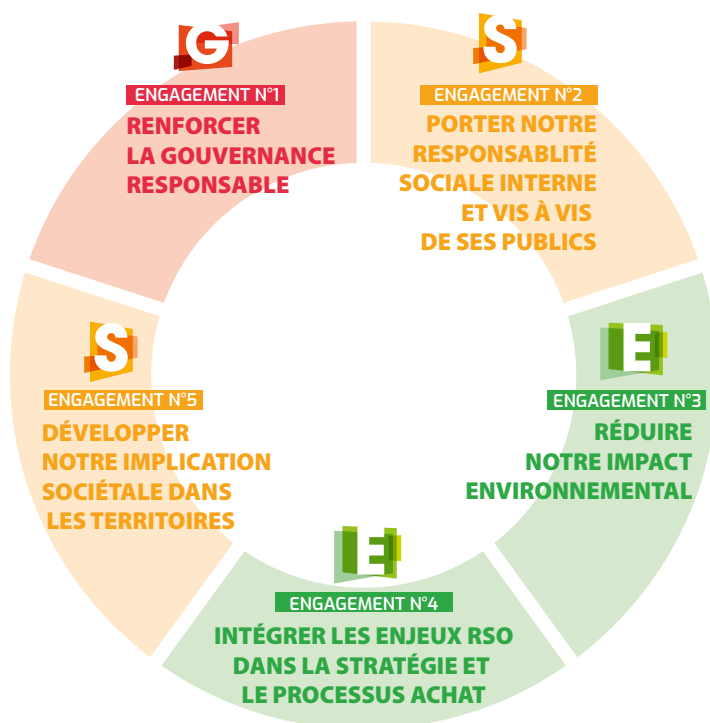 G
ENGAGEMENT N°1
RENFORCER
LA GOUVERNANCE
RESPONSABLE
S
ENGAGEMENT N°2
PORTER NOTRE
RESPONSABLITÉ
SOCIALE INTERNE
ET VIS À VIS
DE SES PUBLICS
E
ENGAGEMENT N°3
RÉDUIRE
NOTRE IMPACT
ENVIRONNEMENTAL
E
ENGAGEMENT N°4
INTÉGRER LES ENJEUX RSO
DANS LA STRATÉGIE ET
LE PROCESSUS ACHAT
S
ENGAGEMENT N°5
DÉVELOPPER
NOTRE IMPLICATION
SOCIÉTALE DANS
LES TERRITOIRES